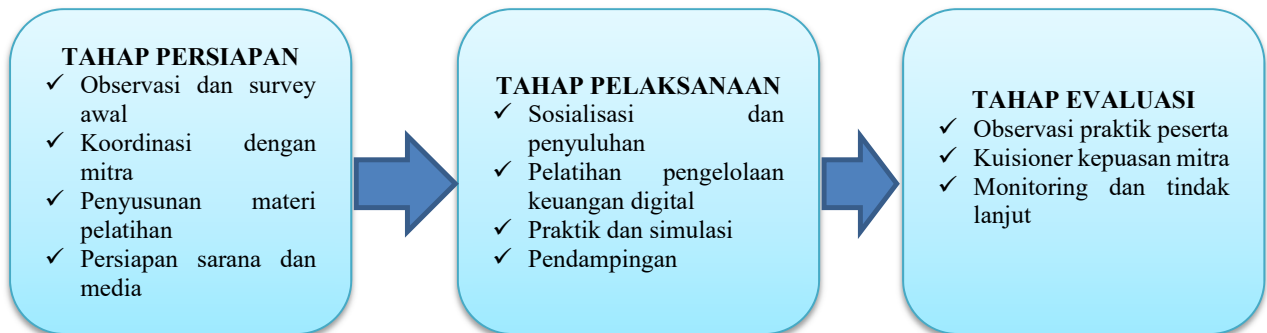 TAHAP PERSIAPAN
✓ Observasi dan survey
awal
✓ Koordinasi dengan
mitra
✓ Penyusunan materi
pelatihan
✓ Persiapan sarana dan
media
TAHAP PELAKSANAAN
✓ Sosialisasi dan
penyuluhan
✓ Pelatihan pengelolaan
keuangan digital
✓ Praktik dan simulasi
✓ Pendampingan
TAHAP EVALUASI
✓ Observasi praktik peserta
✓ Kuisioner kepuasan mitra
✓ Monitoring dan tindak
lanjut